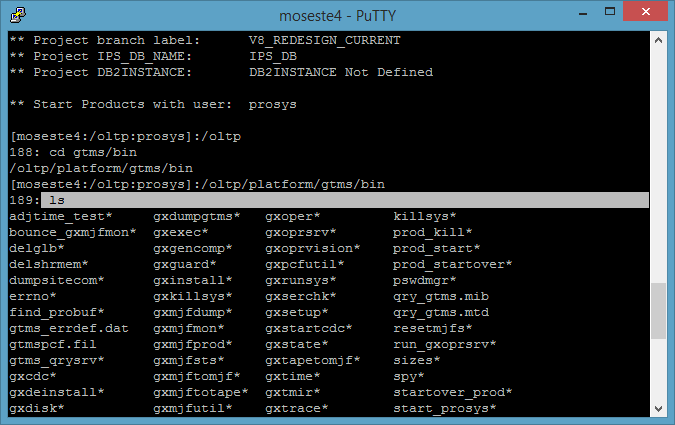 moseste4 - PuTTY
** Project branch label:      V8_REDESIGN_CURRENT
** Project IPS_DB_NAME:       IPS_DB
** Project DB2INSTANCE:       DB2INSTANCE Not Defined
** Start Products with user:  prosys
[moseste4:/oltp:prosys]:/oltp
188: cd gtms/bin
/oltp/platform/gtms/bin
[moseste4:/oltp:prosys]:/oltp/platform/gtms/bin
189: ls
adjtime_test*     gxdumpgtms*   gxoper*         killsys*
bounce_gxmjfmon*  gxexec*       gxoprsrv*       prod_kill*
delglb*           gxgencomp*    gxoprvision*    prod_start*
delshrmem*        gxguard*      gxpcfutil*      prod_startover*
dumpsitecom*      gxinstall*    gxrunsys*       pswdmgr*
errno*            gxkillsys*    gxserchk*       qry_gtms.mib
find_probuf*      gxmjfdump*    gxsetup*        qry_gtms.mtd
gtms_errdef.dat   gxmjfmon*     gxstartcdc*     resetmjfs*
gtmspcf.fil       gxmjfprod*    gxstate*        run_gxoprsrv*
gtms_qrysrv*      gxmjfsts*     gxtapetomjf*    sizes*
gxcdc*            gxmjftomjf*   gxtime*         spy*
gxdeinstall*      gxmjftotape*  gxtmir*         startover_prod*
gxdisk*           gxmjfutil*    gxtrace*        start_prosys*